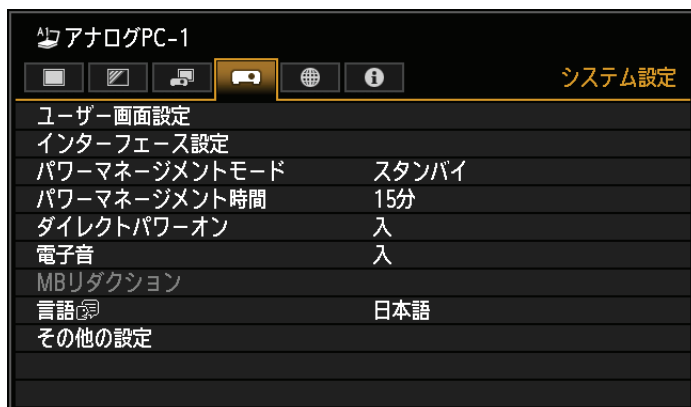 アナログPC-1
システム設定
ユーザー画面設定
インターフェース設定
パワーマネージメントモード スタンバイ
パワーマネージメント時間 15分
ダイレクトパワーオン 入
電子音 入
MBリダクション
言語 日本語
その他の設定